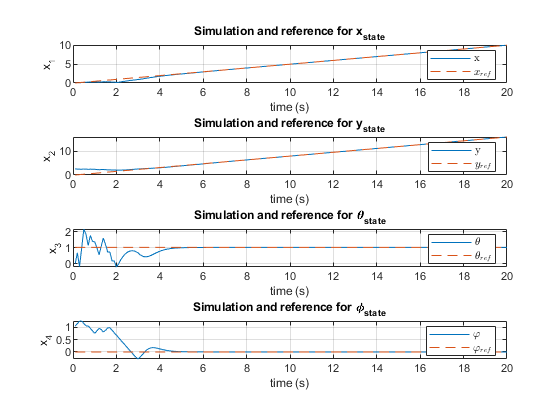 Simulation and reference for x_state
10
5
0
x_1
0 2 4 6 8 10 12 14 16 18 20
time (s)
x
x_ref
Simulation and reference for y_state
10
0
x_2
0 2 4 6 8 10 12 14 16 18 20
time (s)
y
y_ref
Simulation and reference for θ_state
2
1
0
x_3
0 2 4 6 8 10 12 14 16 18 20
time (s)
θ
θ_ref
Simulation and reference for ϕ_state
1
0.5
0
x_4
0 2 4 6 8 10 12 14 16 18 20
time (s)
φ
φ_ref